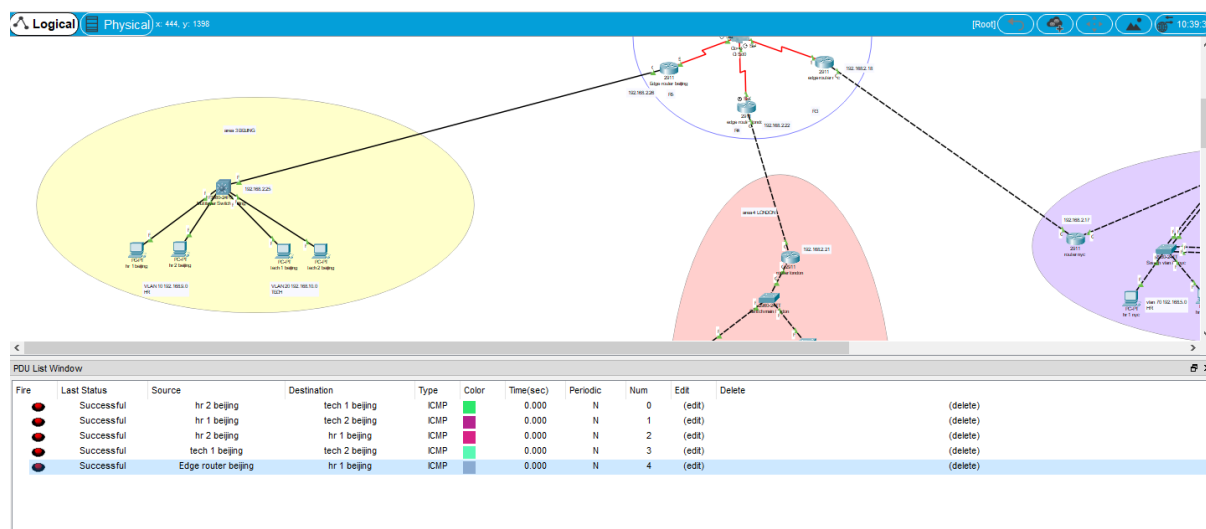 Logical
Physical
x: 444, y: 1398
[Root]
10:39:3
2911
Edge router beijing
192.168.2.26
R5
2911
192.168.2.18
192.168.2.22
area 3 BEIJING
192.168.2.25
PC-PT
hr 1 beijing
PC-PT
hr 2 beijing
PC-PT
tech 1 beijing
PC-PT
tech 2 beijing
VLAN 10 192.168.9.0
HR
VLAN 20 192.168.10.0
TECH
area4 LONDON
192.168.2.21
192.168.2.17
2911
router nyc
PC-PT
hr 1 nyc
vlan 70 192.168.5.0
HR
PDU List Window
Fire Last Status Source Destination Type Color Time(sec) Periodic Num Edit Delete
Successful hr 2 beijing tech 1 beijing ICMP 0.000 N 0 (edit) (delete)
Successful hr 1 beijing tech 2 beijing ICMP 0.000 N 1 (edit) (delete)
Successful hr 2 beijing hr 1 beijing ICMP 0.000 N 2 (edit) (delete)
Successful tech 1 beijing tech 2 beijing ICMP 0.000 N 3 (edit) (delete)
Successful Edge router beijing hr 1 beijing ICMP 0.000 N 4 (edit) (delete)